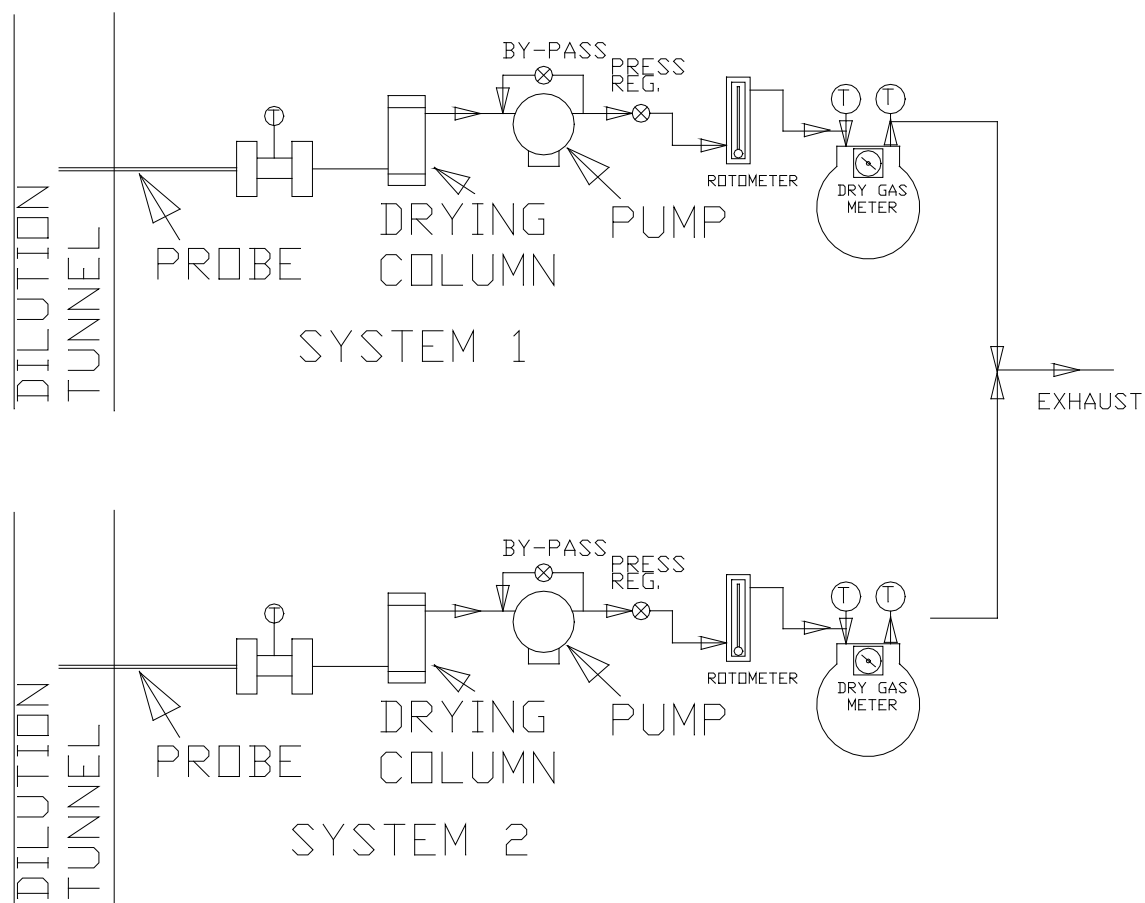 DILUTION
TUNNEL
BY-PASS
PRESS
REG.
T
T
T
ROTOMETER
DRY GAS
METER
PROBE
DRYING
COLUMN
PUMP
SYSTEM 1
EXHAUST
DILUTION
TUNNEL
BY-PASS
PRESS
REG.
T
T
T
ROTOMETER
DRY GAS
METER
PROBE
DRYING
COLUMN
PUMP
SYSTEM 2